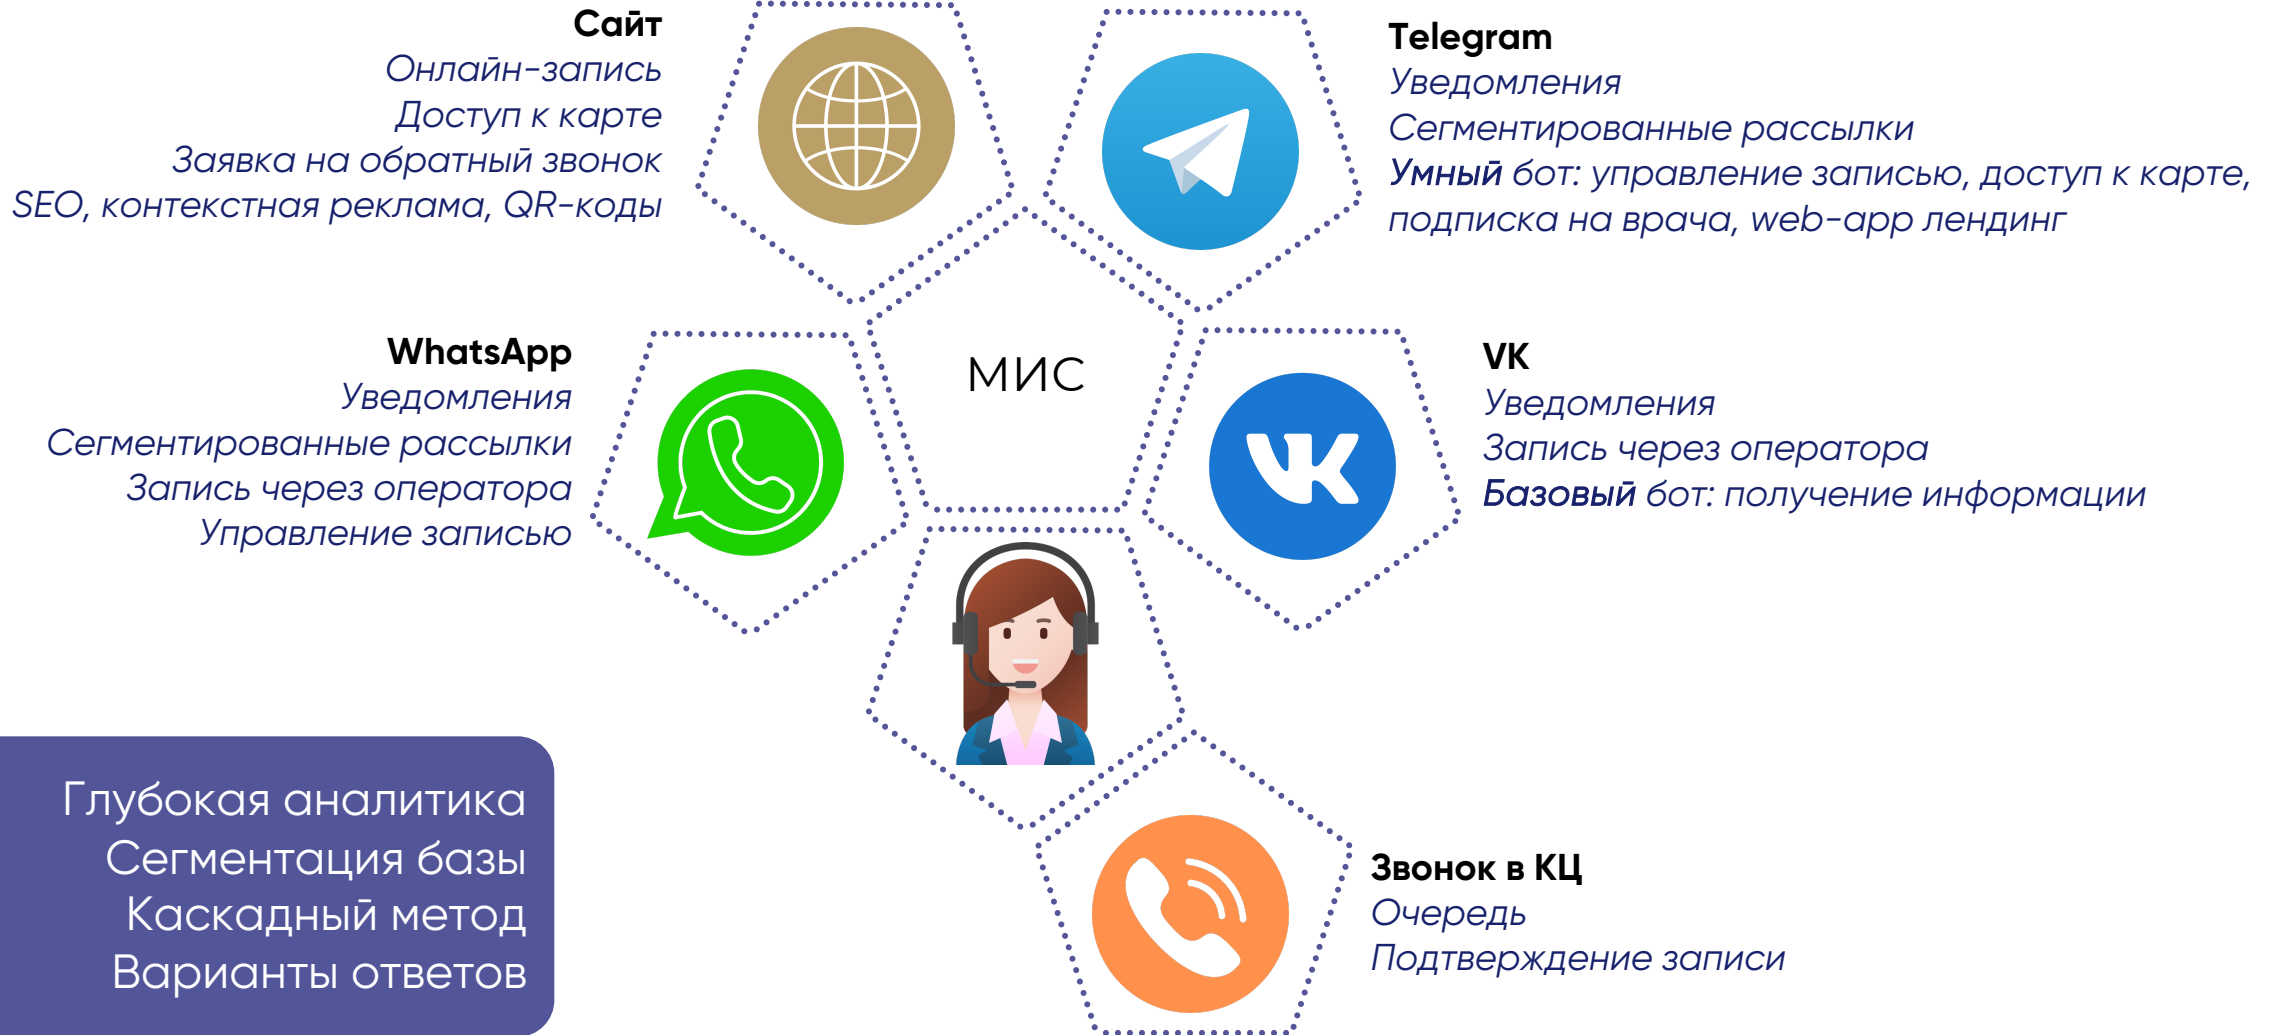 Сайт
Онлайн-запись
Доступ к карте
Заявка на обратный звонок
SEO, контекстная реклама, QR-коды
Telegram
Уведомления
Сегментированные рассылки
Умный бот: управление записью, доступ к карте,
подписка на врача, web-app лендинг
WhatsApp
Уведомления
Сегментированные рассылки
Запись через оператора
Управление записью
МИС
VK
Уведомления
Запись через оператора
Базовый бот: получение информации
Глубокая аналитика
Сегментация базы
Каскадный метод
Варианты ответов
Звонок в КЦ
Очередь
Подтверждение записи